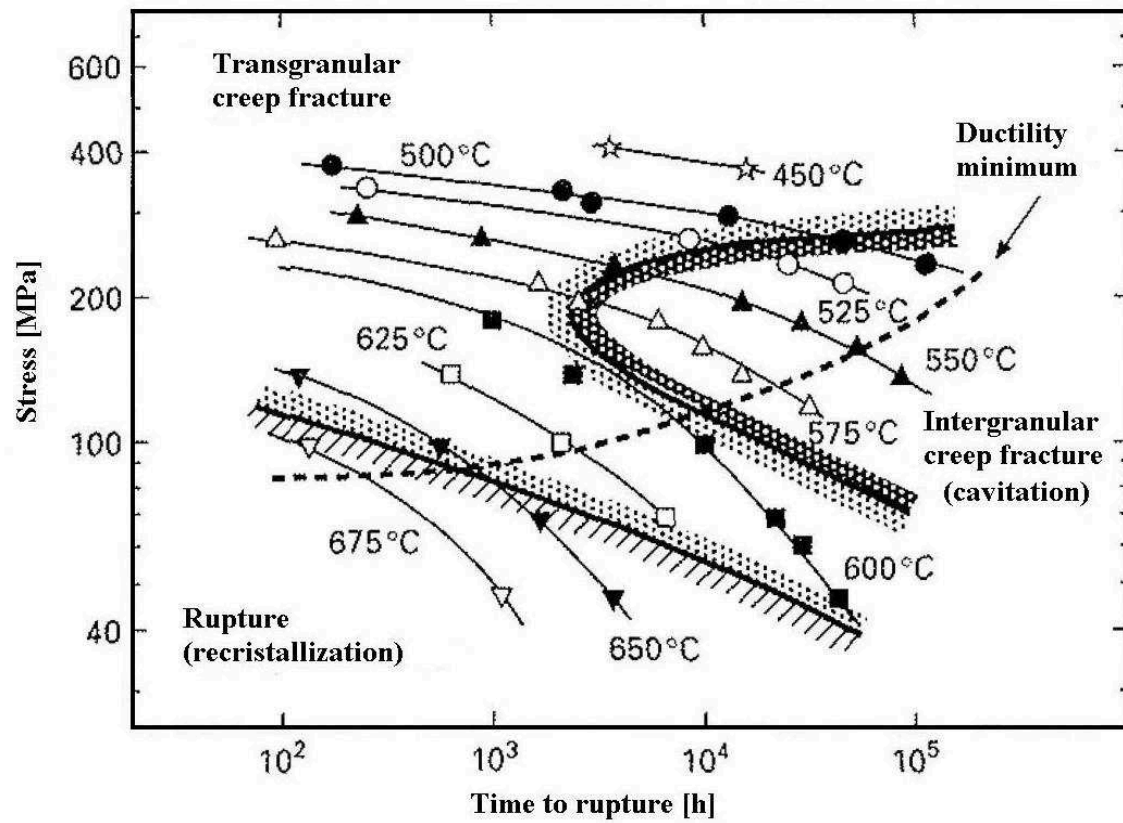 600
400
300
200
100
40
Stress [MPa]
Transgranular
creep fracture
500°C
450°C
Ductility
minimum
525°C
550°C
625°C
575°C
Intergranular
creep fracture
(cavitation)
675°C
600°C
Rupture
(recristallization)
650°C
10²
10³
10⁴
10⁵
Time to rupture [h]